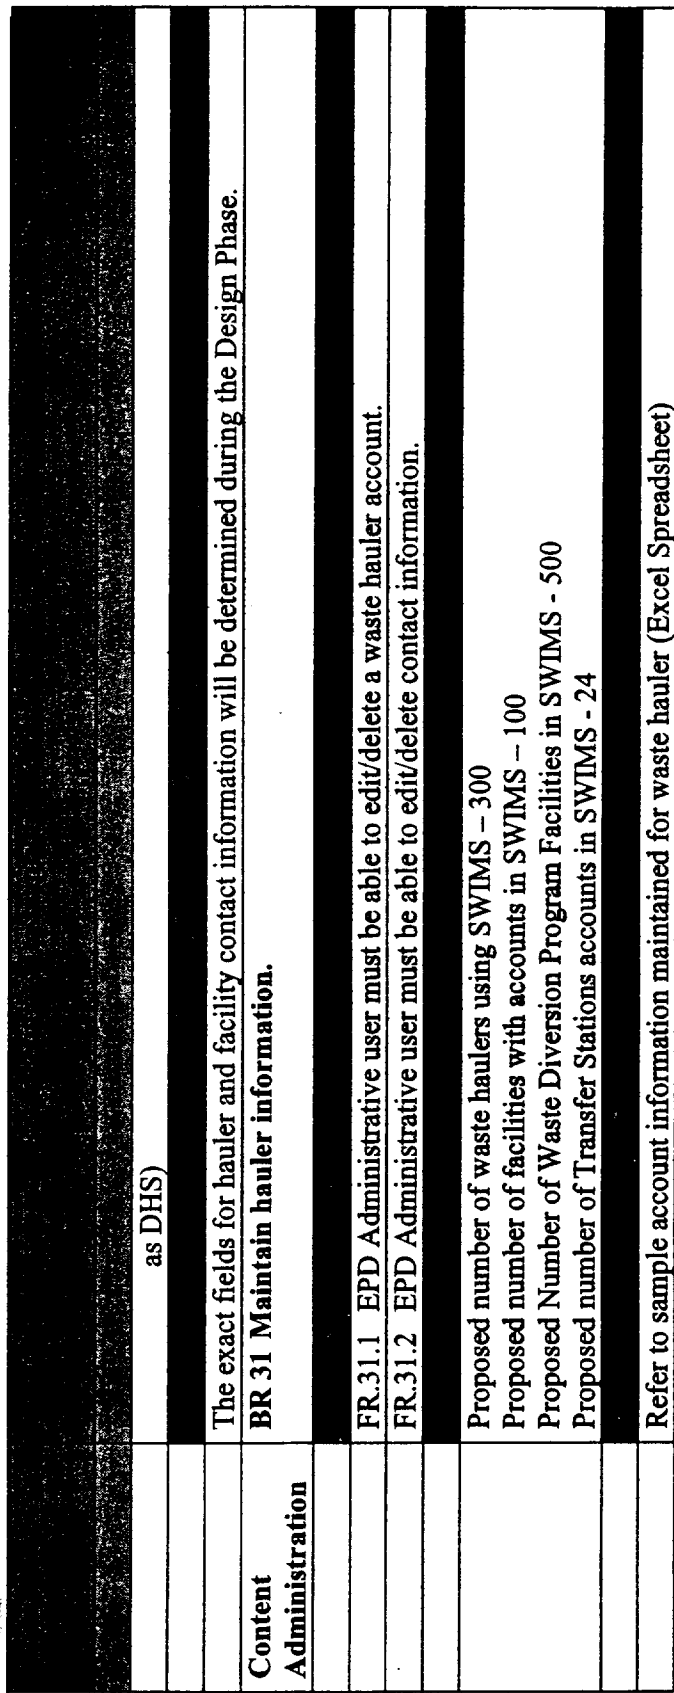 as DHS)
The exact fields for hauler and facility contact information will be determined during the Design Phase.
Content
Administration
BR 31 Maintain hauler information.
FR.31.1 EPD Administrative user must be able to edit/delete a waste hauler account.
FR.31.2 EPD Administrative user must be able to edit/delete contact information.
Proposed number of waste haulers using SWIMS – 300
Proposed number of facilities with accounts in SWIMS – 100
Proposed Number of Waste Diversion Program Facilities in SWIMS - 500
Proposed number of Transfer Stations accounts in SWIMS - 24
Refer to sample account information maintained for waste hauler (Excel Spreadsheet)